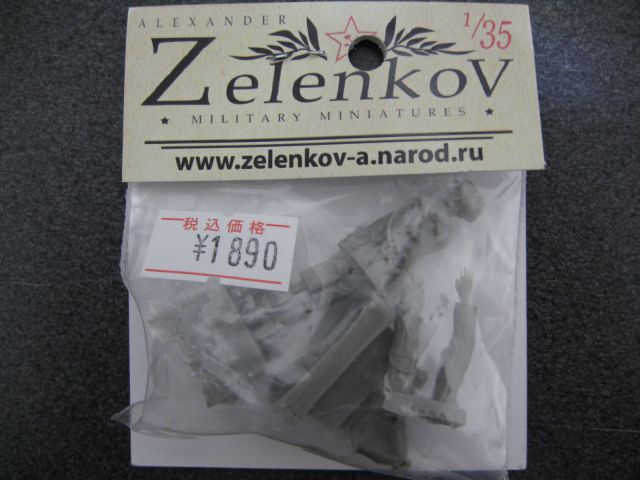 ALEXANDER
1/35
Zelenkov
★ MILITARY MINIATURES ★
www.zelenkov-a.narod.ru
税込価格
¥1890